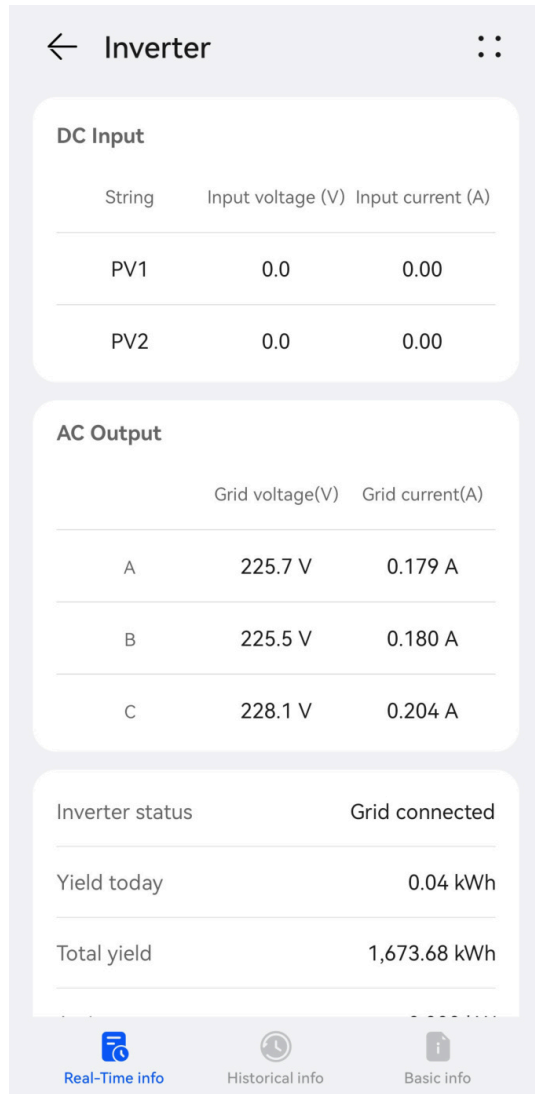 Inverter
DC Input
String Input voltage (V) Input current (A)
PV1 0.0 0.00
PV2 0.0 0.00
AC Output
Grid voltage(V) Grid current(A)
A 225.7 V 0.179 A
B 225.5 V 0.180 A
C 228.1 V 0.204 A
Inverter status Grid connected
Yield today 0.04 kWh
Total yield 1,673.68 kWh
Real-Time info Historical info Basic info